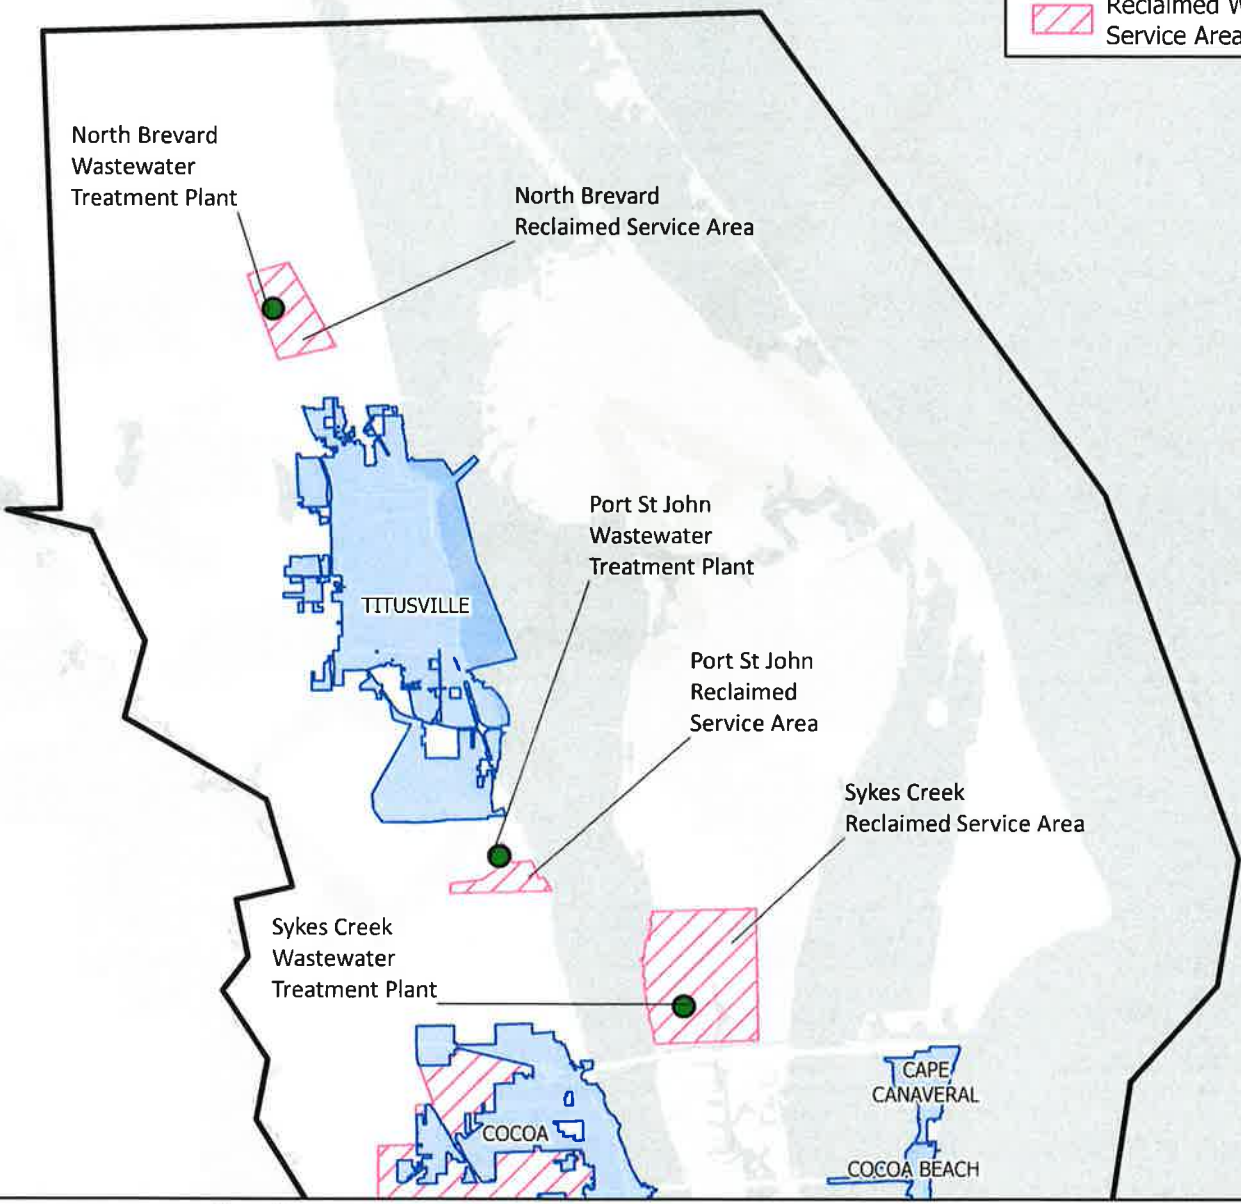 Reclaimed
Service Area
North Brevard
Wastewater
Treatment Plant
North Brevard
Reclaimed Service Area
Port St John
Wastewater
Treatment Plant
TITUSVILLE
Port St John
Reclaimed
Service Area
Sykes Creek
Reclaimed Service Area
Sykes Creek
Wastewater
Treatment Plant
CAPE
CANAVERAL
COCOA
COCOA BEACH